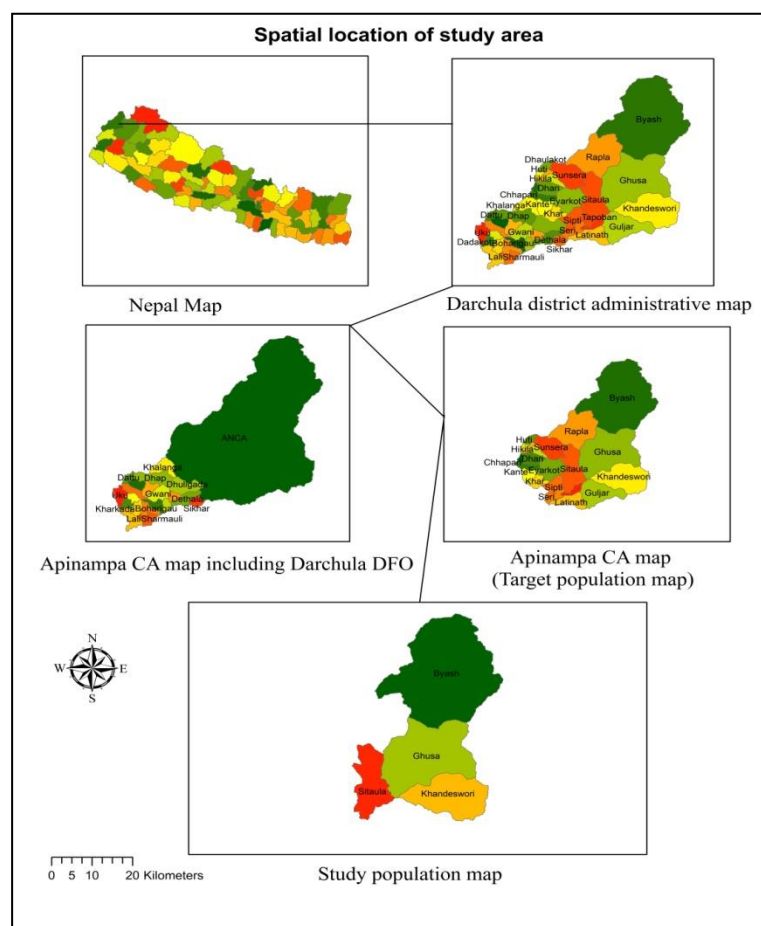 Spatial location of study area
Nepal Map
Byash
Rapla
Dhaulakot
Huti
Sunsera
Hikila
Dhari
Ghusa
Chhapari
Khalanga
Kante
Eyarkot
Sitaula
Khandeswori
Dattu
Dhap
Khar
Sipti
Tapoban
Uku
Gwani
Seri
Guljar
Dadakot
Bohangau
Dethala
Latinath
Sikhar
Lali
Sharmauli
Darchula district administrative map
ANCA
Khalanga
Dattu
Dhap
Dhuligada
Uku
Gwani
Dethala
Kharkada
Bohangau
Sikhar
Lali
Sharmauli
Apinampa CA map including Darchula DFO
Byash
Rapla
Huti
Hikila
Sunsera
Ghusa
Chhapari
Dhari
Kante
Eyarkot
Sitaula
Khandeswori
Khar
Sipti
Seri
Guljar
Latinath
Apinampa CA map
(Target population map)
N
W
E
S
Byash
Ghusa
Sitaula
Khandeswori
0 5 10 20 Kilometers
Study population map